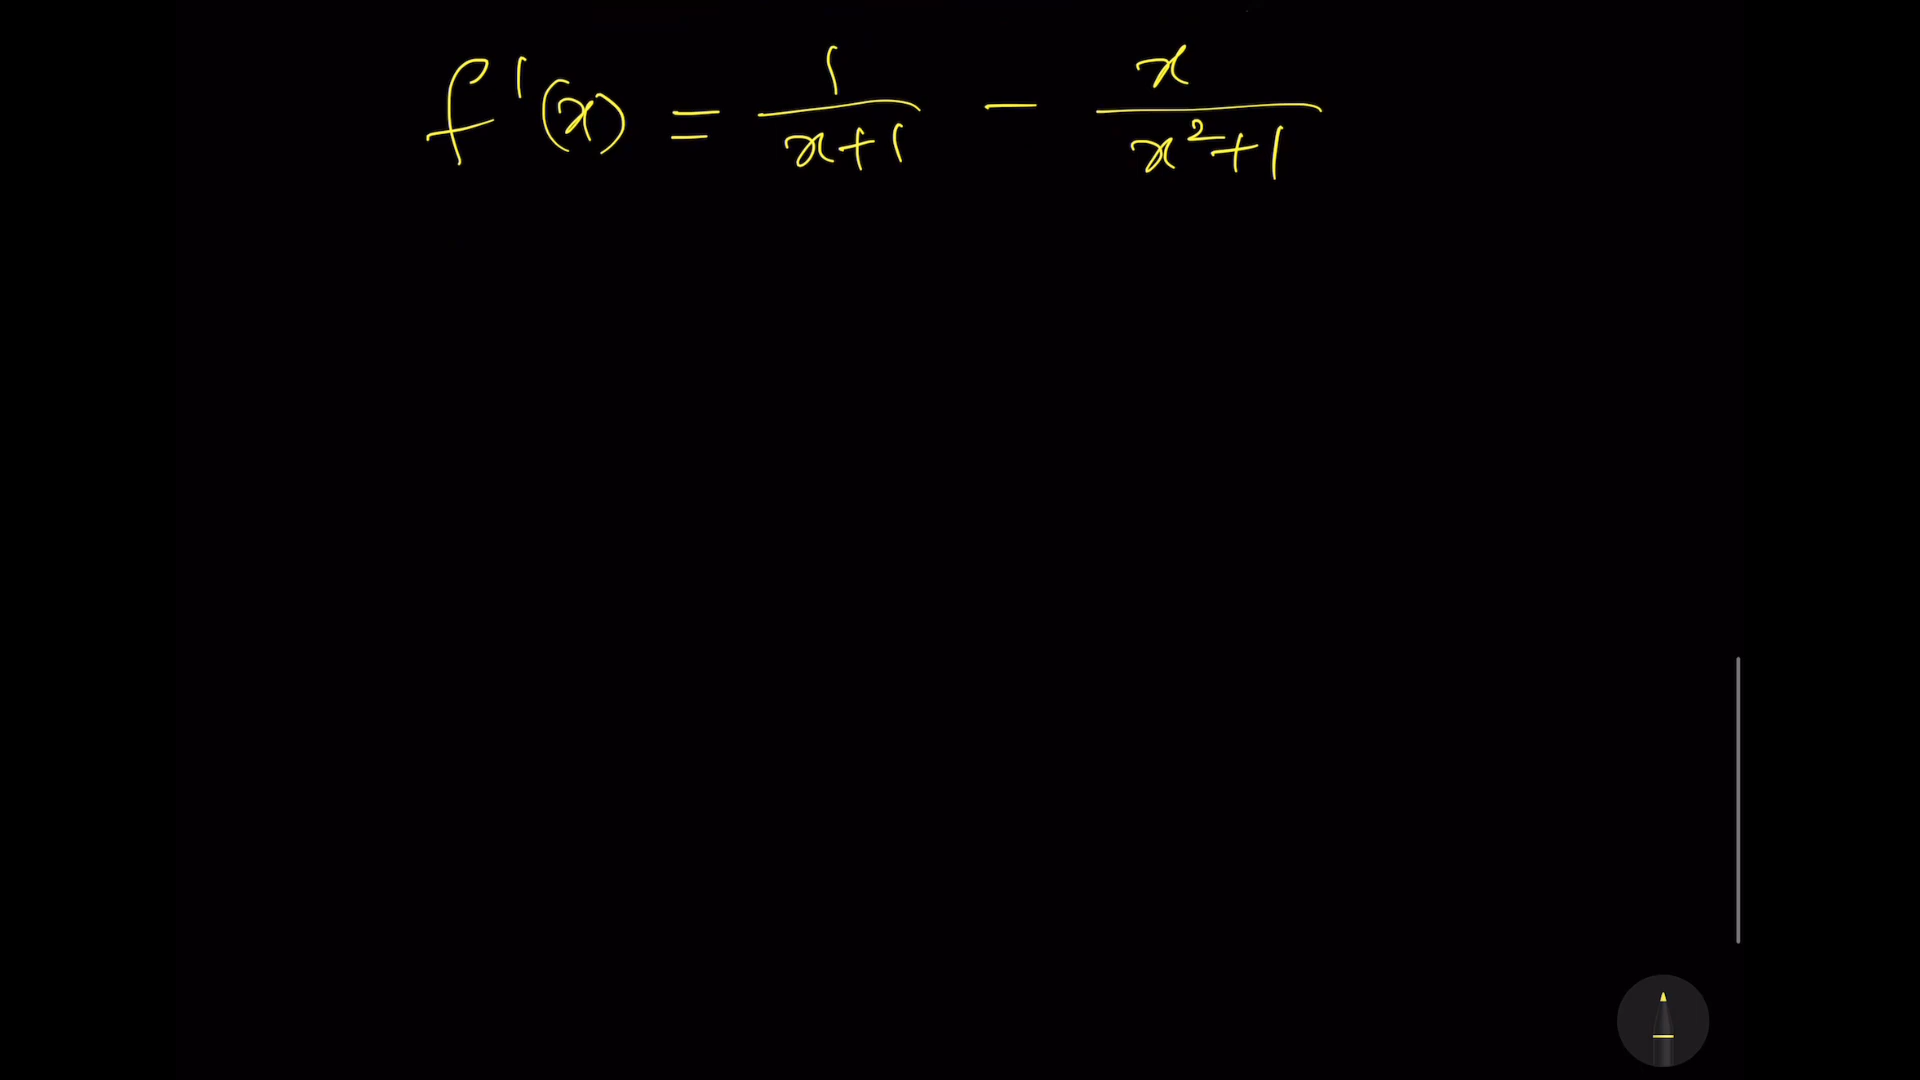 f'(x) = 1/(x+1) - x/(x²+1)